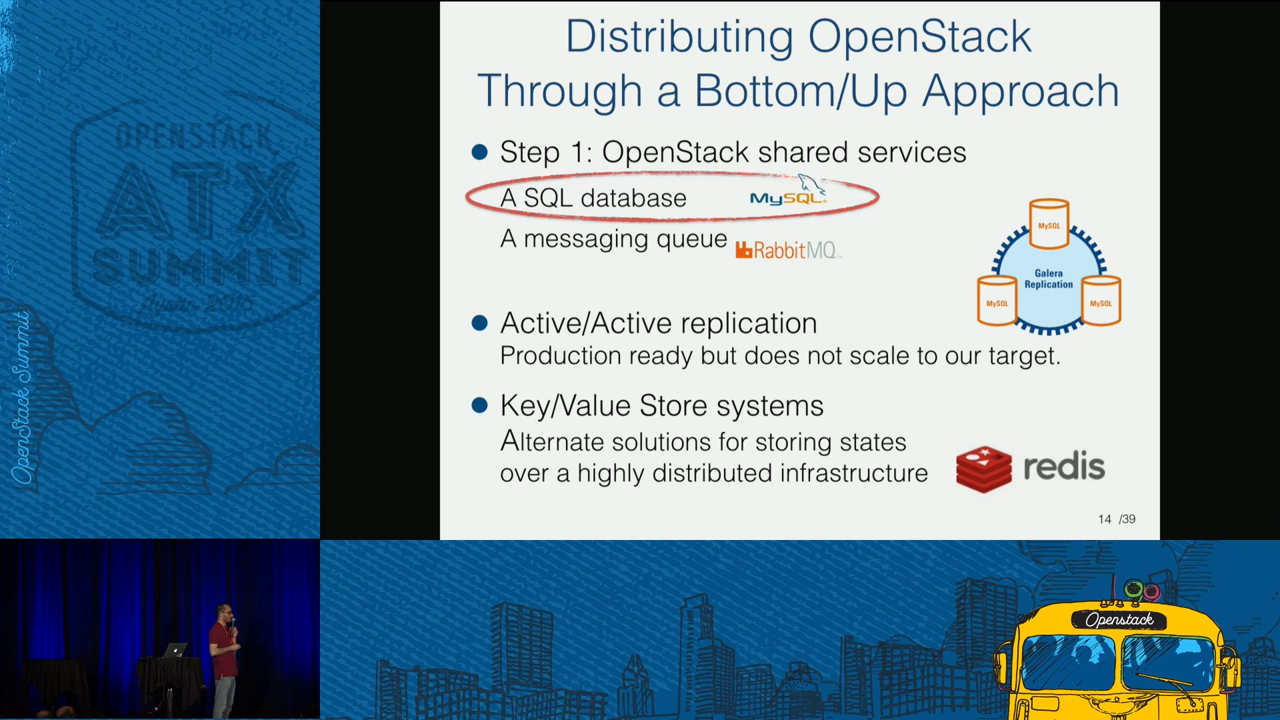 Distributing OpenStack
Through a Bottom/Up Approach
Step 1: OpenStack shared services
A SQL database
MySQL
A messaging queue
RabbitMQ
MySQL
Galera
Replication
MySQL
MySQL
Active/Active replication
Production ready but does not scale to our target.
Key/Value Store systems
Alternate solutions for storing states
over a highly distributed infrastructure
redis
14 /39
OPENSTACK
ATX
SUMMIT
OpenStack Summit
Openstack